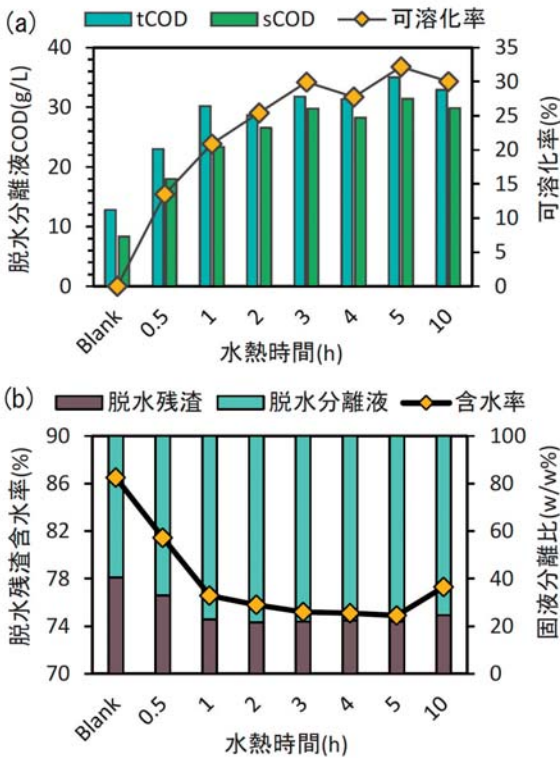 (a)
tCOD sCOD 可溶化率
40
30
20
10
0
脱水分離液COD(g/L)
35
30
25
20
15
10
5
0
可溶化率(%)
Blank 0.5 1 2 3 4 5 10
水熱時間(h)
(b)
脱水残渣 脱水分離液 含水率
90
86
82
78
74
70
脱水残渣含水率(%)
100
80
60
40
20
0
固液分離比(w/w%)
Blank 0.5 1 2 3 4 5 10
水熱時間(h)